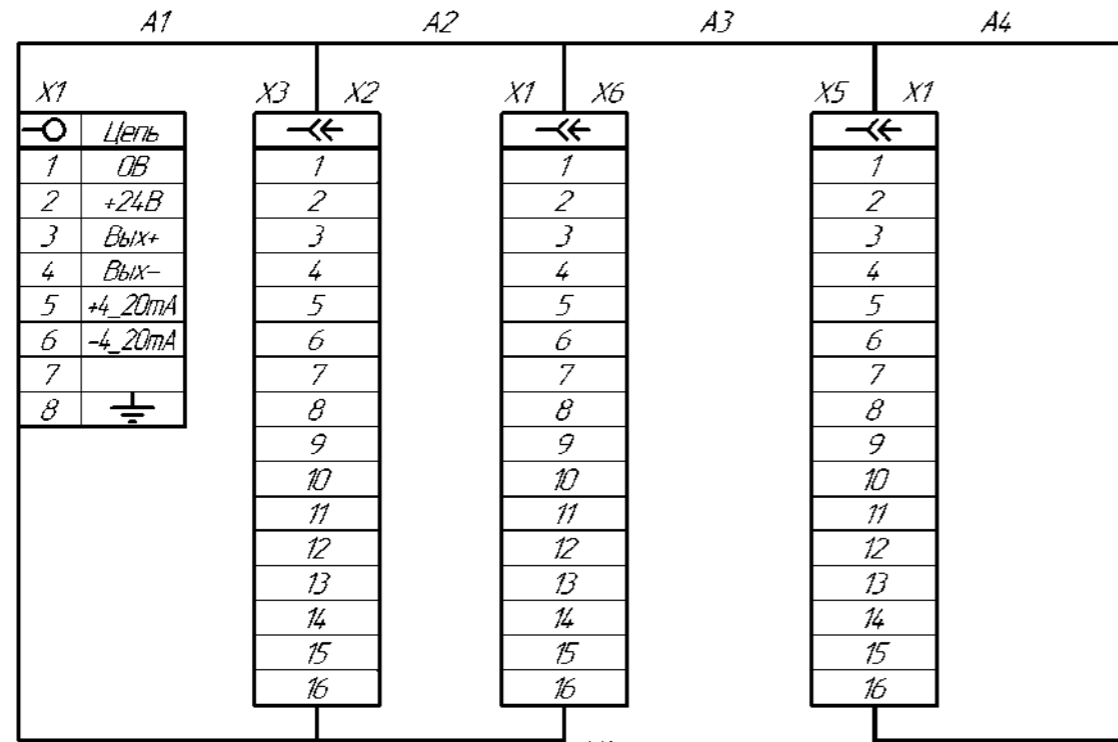 A1 A2 A3 A4
X1 X3 X2 X1 X6 X5 X1
Цепь
1 0В 1 1 1
2 +24В 2 2 2
3 Вых+ 3 3 3
4 Вых- 4 4 4
5 +4_20mA 5 5 5
6 -4_20mA 6 6 6
7 7 7 7
8 8 8 8
9 9 9
10 10 10
11 11 11
12 12 12
13 13 13
14 14 14
15 15 15
16 16 16